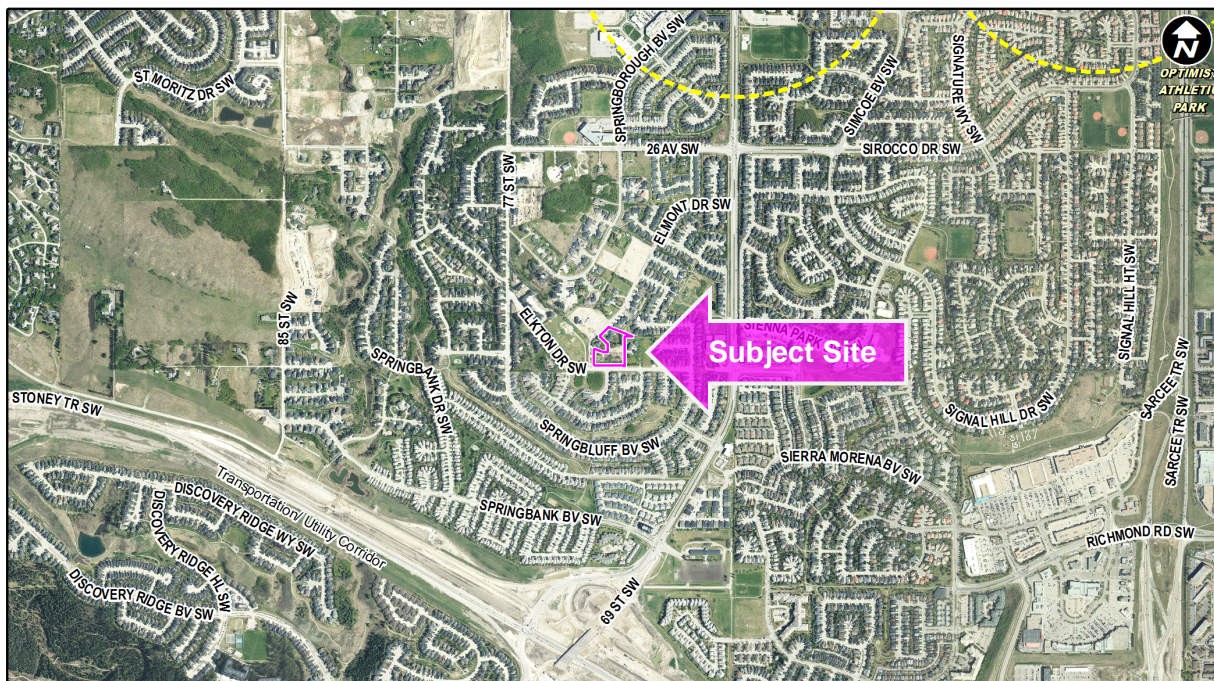 SPRINGBOROUGH BV SW
SIGNATURE WY SW
N
OPTIMIST
ATHLETIC
PARK
ST MORITZ DR SW
SIMCOE BV SW
26 AV SW
SIROCCO DR SW
77 ST SW
ELMONT DR SW
85 ST SW
ELKTON DR SW
SIENNA PARK
Subject Site
SIGNAL HILL HT SW
SARCEE TR SW
SPRINGBANK DR SW
STONEY TR SW
SIGNAL HILL DR SW
SARCEE TR SW
SPRINGBLUFF BV SW
SIERRA MORENA BV SW
Transportation/ Utility Corridor
DISCOVERY RIDGE WY SW
DISCOVERY RIDGE HL SW
SPRINGBANK BV SW
RICHMOND RD SW
DISCOVERY RIDGE BV SW
69 ST SW